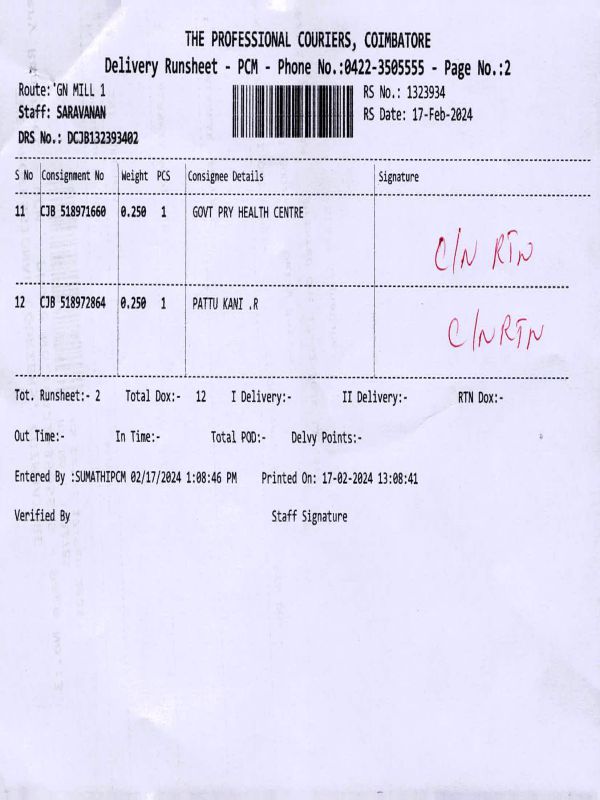 THE PROFESSIONAL COURIERS, COIMBATORE
Delivery Runsheet - PCM - Phone No.:0422-3505555 - Page No.:2
Route:'GN MILL 1 RS No.: 1323934
Staff: SARAVANAN RS Date: 17-Feb-2024
DRS No.: DCJB132393402
S No Consignment No Weight PCS Consignee Details Signature
11 CJB 518971660 0.250 1 GOVT PRY HEALTH CENTRE
C/N RTN
12 CJB 518972864 0.250 1 PATTU KANI .R
C/N RTN
Tot. Runsheet:- 2 Total Dox:- 12 I Delivery:- II Delivery:- RTN Dox:-
Out Time:- In Time:- Total POD:- Delvy Points:-
Entered By :SUMATHIPCM 02/17/2024 1:08:46 PM Printed On: 17-02-2024 13:08:41
Verified By Staff Signature